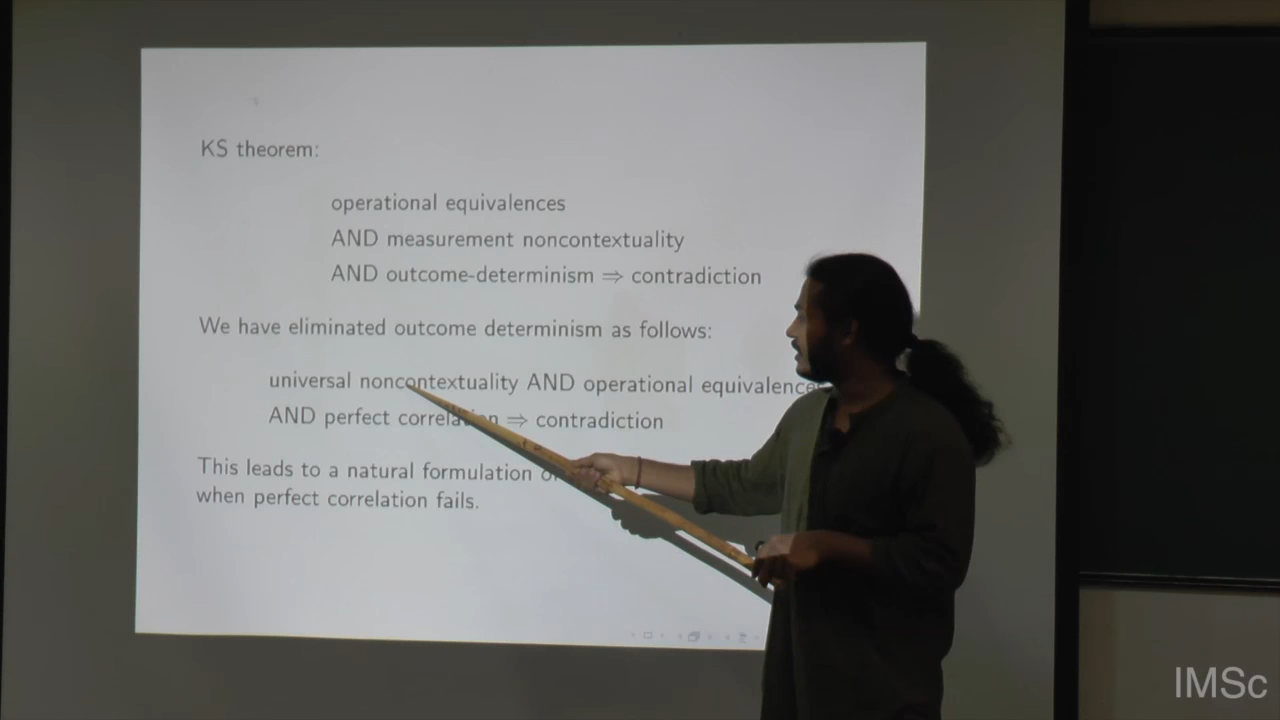 KS theorem:
operational equivalences
AND measurement noncontextuality
AND outcome-determinism ⇒ contradiction
We have eliminated outcome determinism as follows:
universal noncontextuality AND operational equivalences
AND perfect correlation ⇒ contradiction
This leads to a natural formulation
when perfect correlation fails.
IMSc